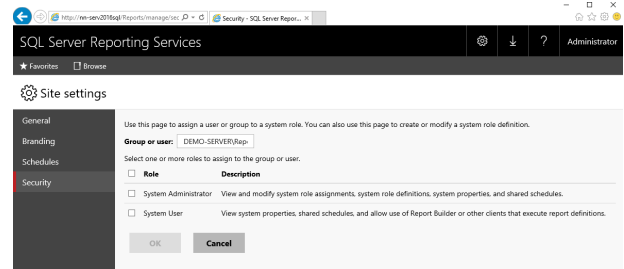 http://nn-serv2016sql/Reports/manage/sec
Security - SQL Server Repor...
SQL Server Reporting Services
Administrator
Favorites
Browse
Site settings
General
Branding
Schedules
Security
Use this page to assign a user or group to a system role. You can also use this page to create or modify a system role definition.
Group or user: DEMO-SERVER\Rep
Select one or more roles to assign to the group or user.
Role Description
System Administrator View and modify system role assignments, system role definitions, system properties, and shared schedules.
System User View system properties, shared schedules, and allow use of Report Builder or other clients that execute report definitions.
OK Cancel